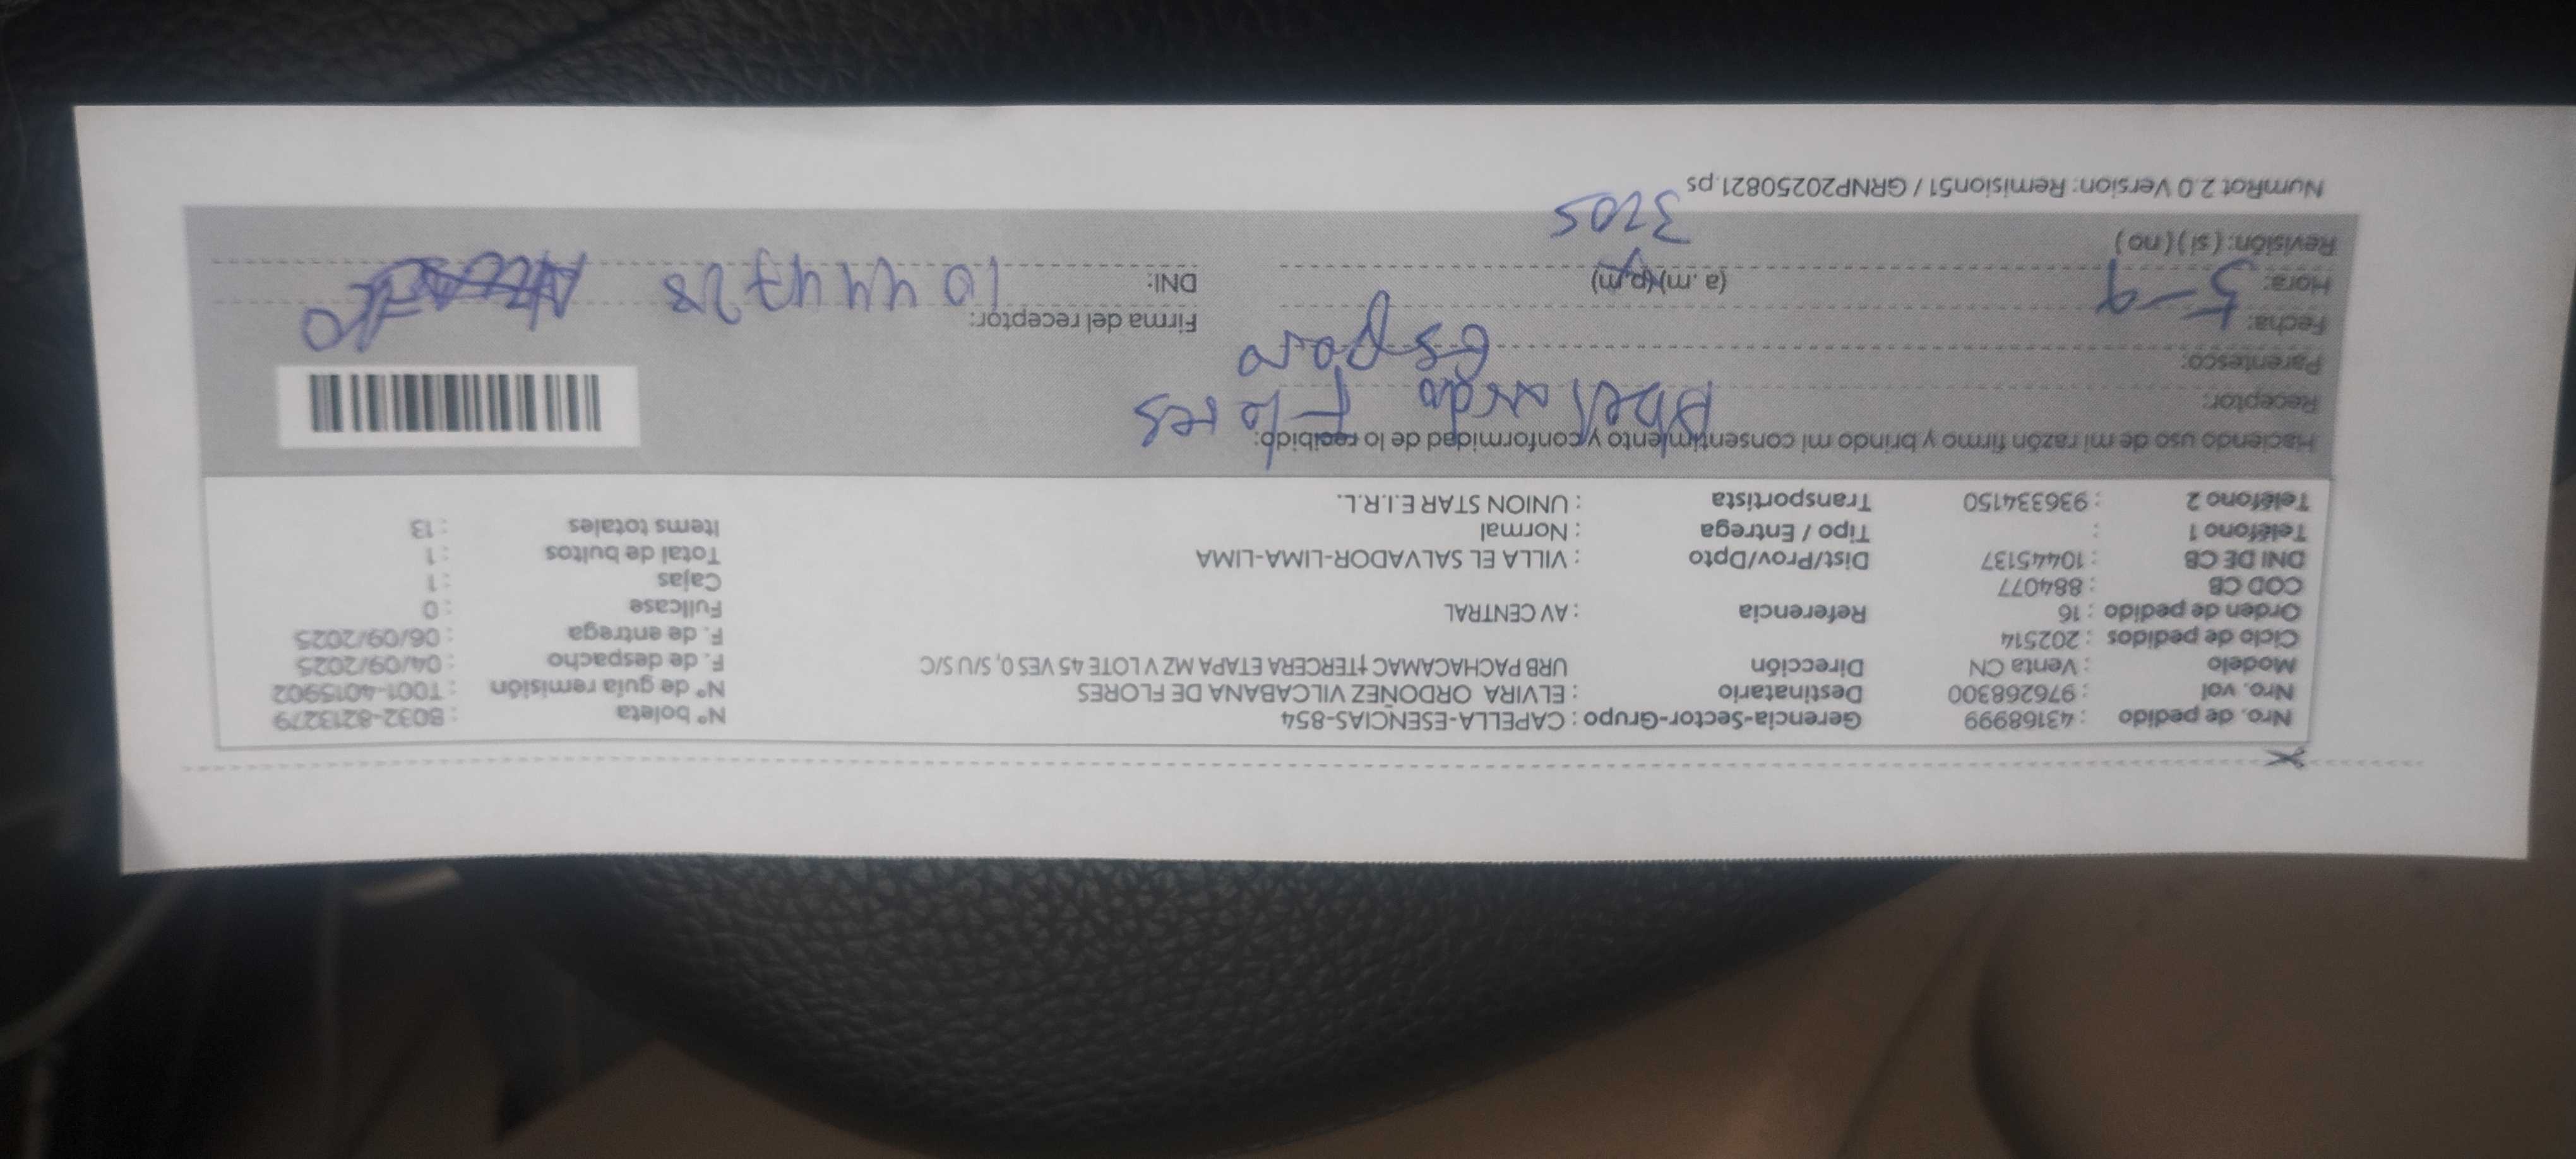 Nro. de pedido : 43168999 Gerencia-Sector-Grupo : CAPELLA-ESENCIAS-854 N° boleta : B032-8213279
Nro. vol : 976268300 Destinatario : ELVIRA ORDOÑEZ VILCABANA DE FLORES N° de guía remisión : T001-4015902
Modelo : Venta CN Dirección URB PACHACAMAC †TERCERA ETAPA MZ V LOTE 45 VES 0, S/U S/C F. de despacho : 04/09/2025
Ciclo de pedidos : 202514 F. de entrega : 06/09/2025
Orden de pedido : 16 Referencia : AV CENTRAL Fullcase : 0
COD CB : 884077 Cajas : 1
DNI DE CB : 10445137 Dist/Prov/Dpto : VILLA EL SALVADOR-LIMA-LIMA Total de bultos : 1
Teléfono 1 : Tipo / Entrega : Normal Items totales : 13
Teléfono 2 : 936334150 Transportista : UNION STAR E.I.R.L.
Haciendo uso de mi razón firmo y brindo mi consentimiento y conformidad de lo recibido:
Receptor: Abelardo Flores
Parentesco: esposo
Fecha: 5-9 Firma del receptor:
Hora: (a.m) (p.m) DNI: 10444728
Revisión: ( si ) ( no ) 3205
NumRot 2.0 Version: Remision51 / GRNP20250821.ps